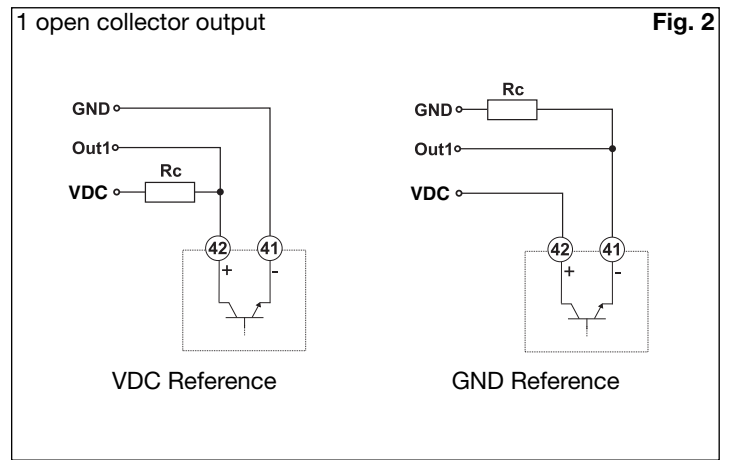 1 open collector output Fig. 2
GND
Out1
Rc
VDC
42 41
+ -
VDC Reference
Rc
GND
Out1
VDC
42 41
+ -
GND Reference